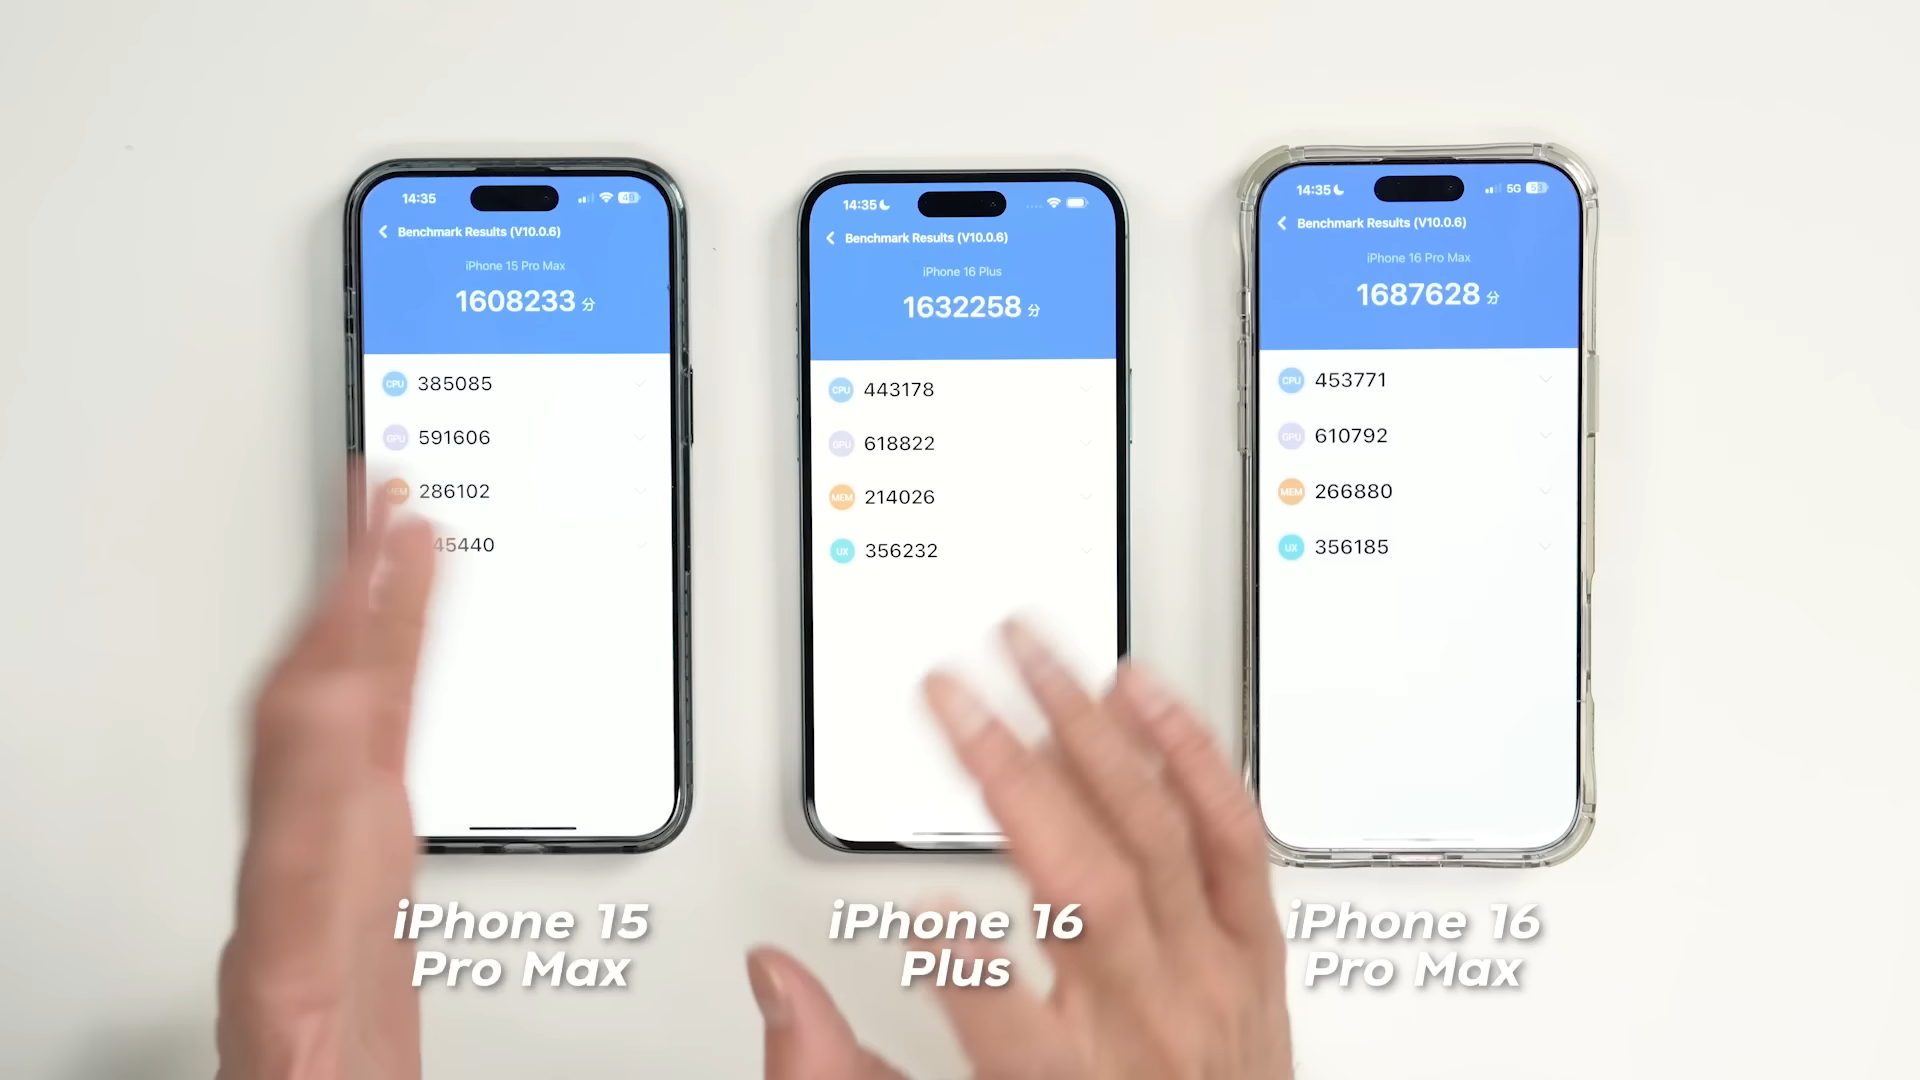 14:35
48
Benchmark Results (V10.0.6)
iPhone 15 Pro Max
1608233 分
CPU 385085
GPU 591606
MEM 286102
45440
iPhone 15
Pro Max
14:35
Benchmark Results (V10.0.6)
iPhone 16 Plus
1632258 分
CPU 443178
GPU 618822
MEM 214026
UX 356232
iPhone 16
Plus
14:35
5G
Benchmark Results (V10.0.6)
iPhone 16 Pro Max
1687628 分
CPU 453771
GPU 610792
MEM 266880
UX 356185
iPhone 16
Pro Max